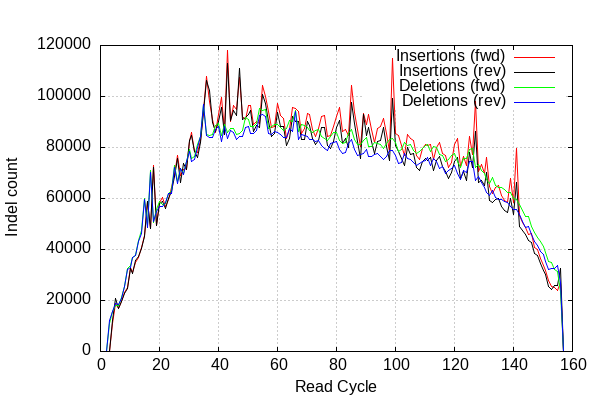 120000
100000
80000
60000
40000
20000
0
Indel count
Insertions (fwd)
Insertions (rev)
Deletions (fwd)
Deletions (rev)
0 20 40 60 80 100 120 140 160
Read Cycle